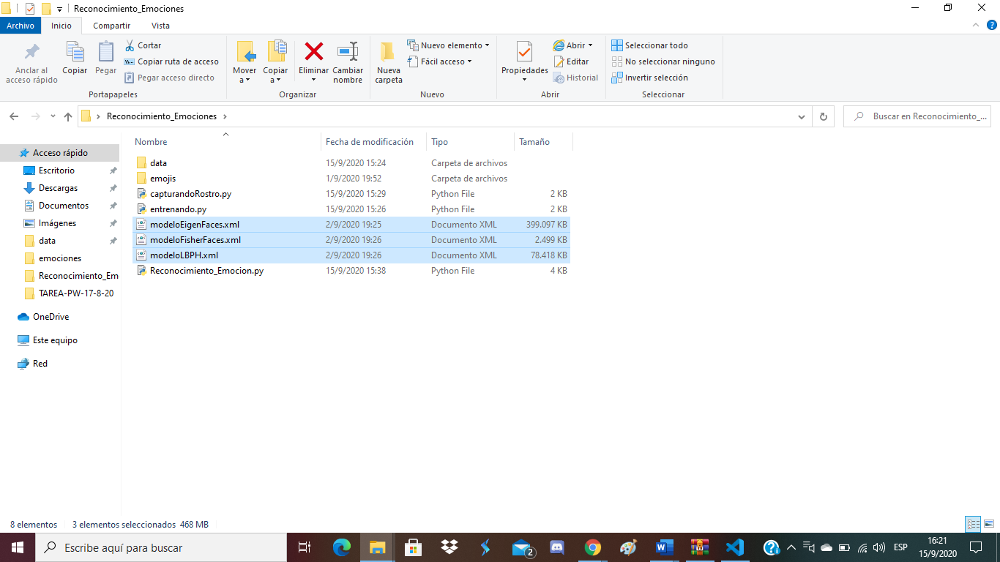 Reconocimiento_Emociones
Archivo Inicio Compartir Vista
Anclar al acceso rápido
Copiar
Pegar
Cortar
Copiar ruta de acceso
Pegar acceso directo
Portapapeles
Mover a
Copiar a
Eliminar
Cambiar nombre
Organizar
Nueva carpeta
Nuevo elemento
Fácil acceso
Nuevo
Propiedades
Abrir
Editar
Historial
Abrir
Seleccionar todo
No seleccionar ninguno
Invertir selección
Seleccionar
Reconocimiento_Emociones
Buscar en Reconocimiento_...
Acceso rápido
Escritorio
Descargas
Documentos
Imágenes
data
emociones
Reconocimiento_Em
TAREA-PW-17-8-20
OneDrive
Este equipo
Red
Nombre Fecha de modificación Tipo Tamaño
data 15/9/2020 15:24 Carpeta de archivos
emojis 1/9/2020 19:52 Carpeta de archivos
capturandoRostro.py 15/9/2020 15:29 Python File 2 KB
entrenando.py 15/9/2020 15:26 Python File 2 KB
modeloEigenFaces.xml 2/9/2020 19:25 Documento XML 399.097 KB
modeloFisherFaces.xml 2/9/2020 19:26 Documento XML 2.499 KB
modeloLBPH.xml 2/9/2020 19:26 Documento XML 78.418 KB
Reconocimiento_Emocion.py 15/9/2020 15:38 Python File 4 KB
8 elementos 3 elementos seleccionados 468 MB
Escribe aquí para buscar
2
ESP
16:21
15/9/2020